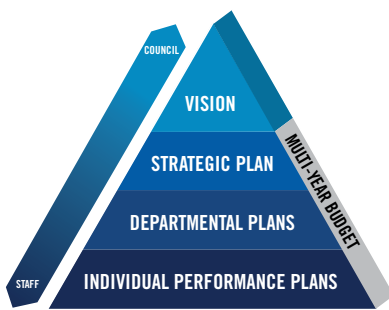 COUNCIL
VISION
STRATEGIC PLAN
MULTI-YEAR BUDGET
DEPARTMENTAL PLANS
INDIVIDUAL PERFORMANCE PLANS
STAFF